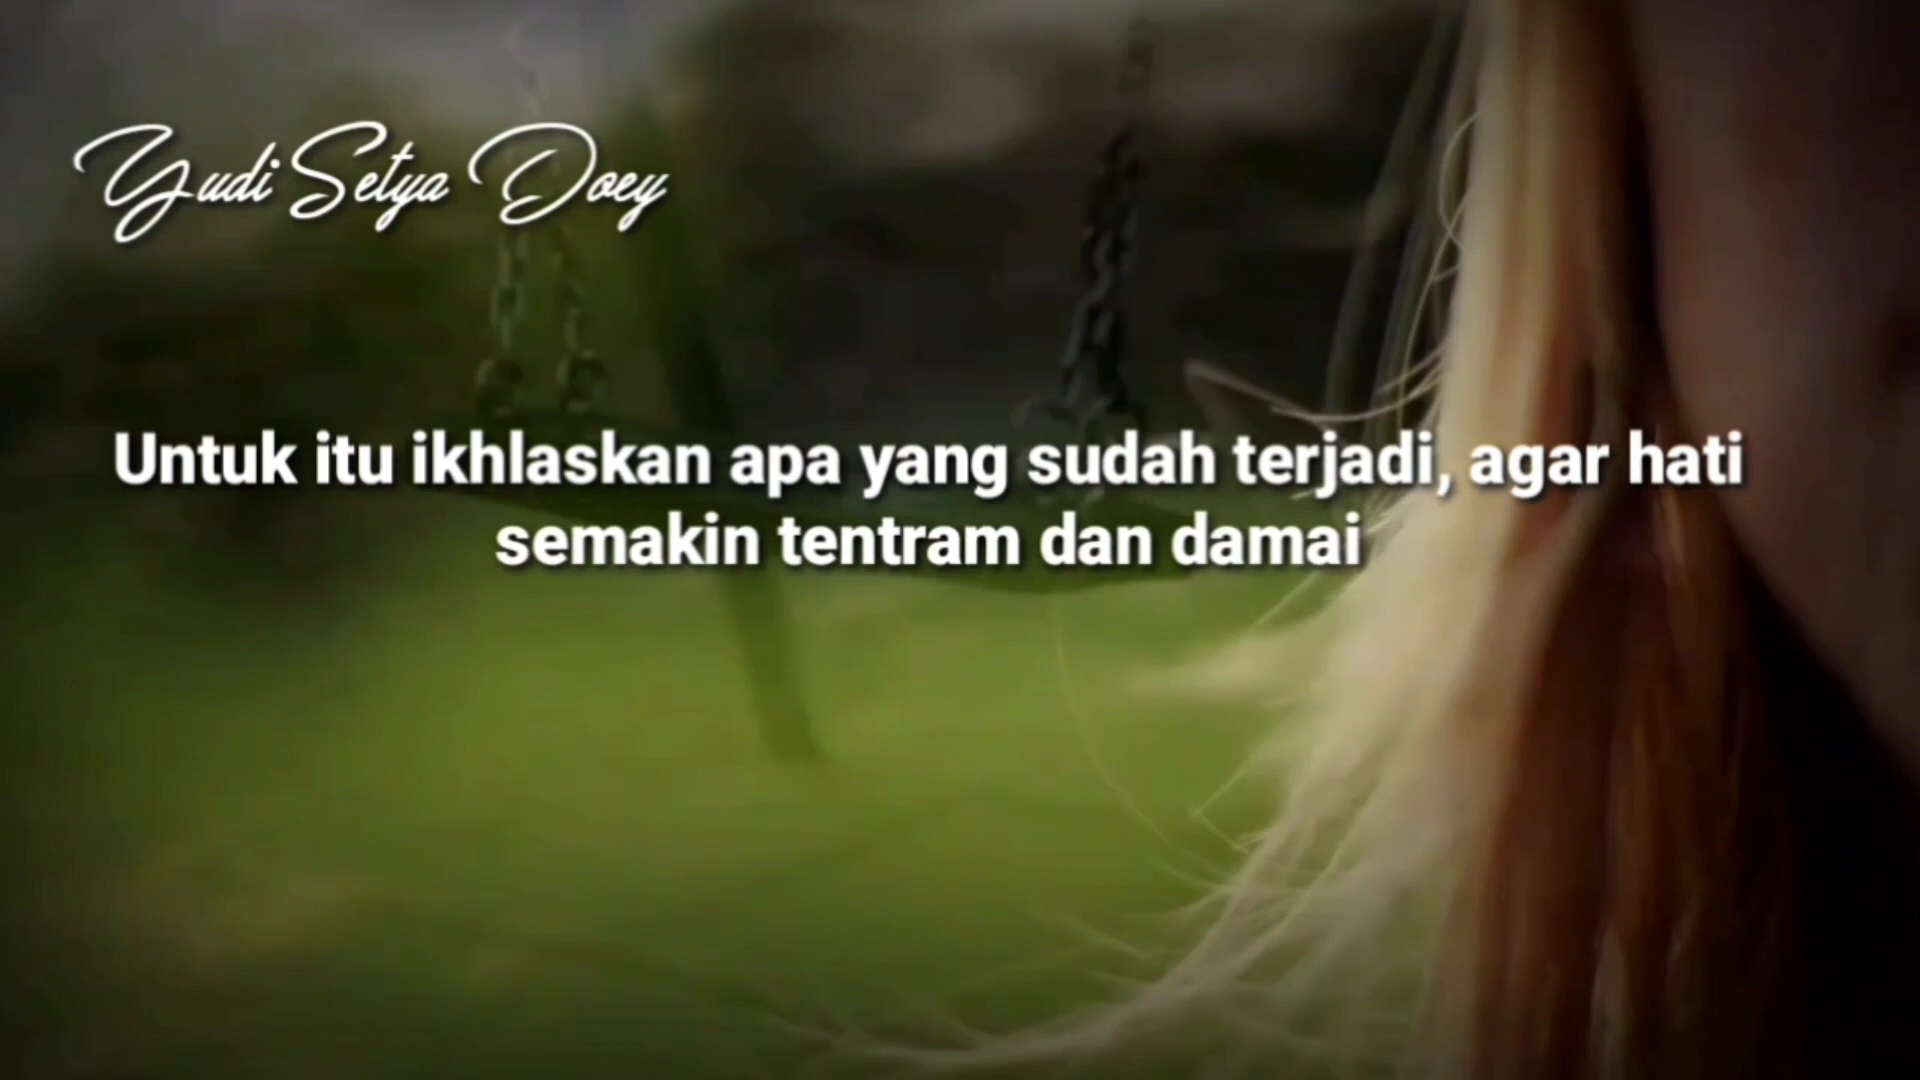 Yudi Setya Doey
Untuk itu ikhlaskan apa yang sudah terjadi, agar hati
semakin tentram dan damai